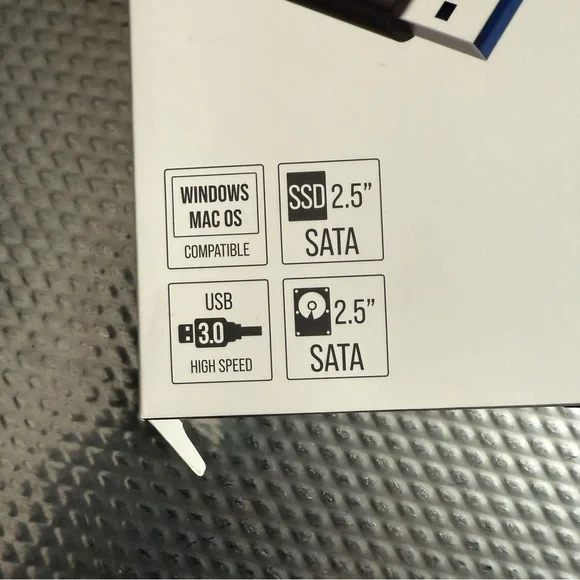 WINDOWS
MAC OS
COMPATIBLE
SSD 2.5”
SATA
USB
3.0
HIGH SPEED
2.5”
SATA